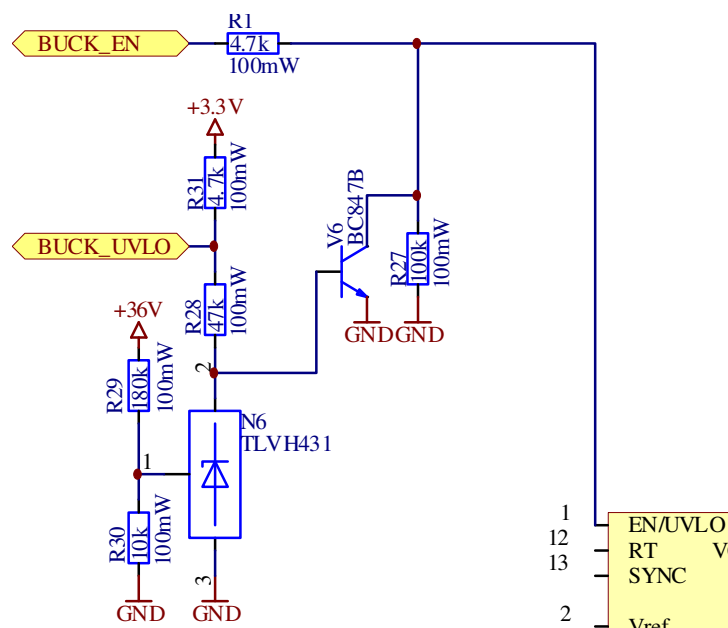 R1
BUCK_EN
4.7k
100mW
+3.3V
R31
4.7k
100mW
V6
BC847B
BUCK_UVLO
R27
100k
100mW
R28
47k
100mW
+36V
GND
GND
R29
180k
100mW
2
N6
TLVH431
1
R30
10k
100mW
3
GND
GND
1
EN/UVLO
12
RT
13
SYNC
2
Vref